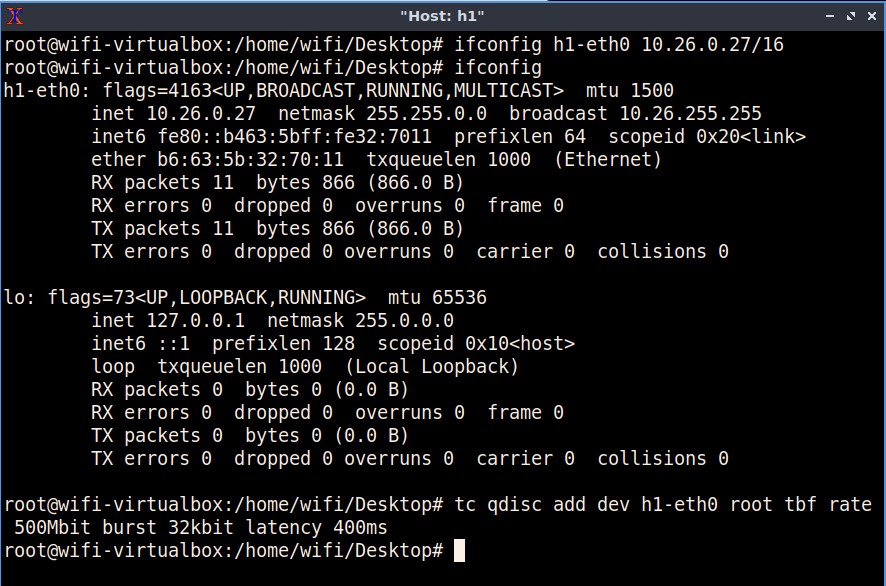 "Host: h1"
root@wifi-virtualbox:/home/wifi/Desktop# ifconfig h1-eth0 10.26.0.27/16
root@wifi-virtualbox:/home/wifi/Desktop# ifconfig
h1-eth0: flags=4163<UP,BROADCAST,RUNNING,MULTICAST>  mtu 1500
        inet 10.26.0.27  netmask 255.255.0.0  broadcast 10.26.255.255
        inet6 fe80::b463:5bff:fe32:7011  prefixlen 64  scopeid 0x20<link>
        ether b6:63:5b:32:70:11  txqueuelen 1000  (Ethernet)
        RX packets 11  bytes 866 (866.0 B)
        RX errors 0  dropped 0  overruns 0  frame 0
        TX packets 11  bytes 866 (866.0 B)
        TX errors 0  dropped 0 overruns 0  carrier 0  collisions 0

lo: flags=73<UP,LOOPBACK,RUNNING>  mtu 65536
        inet 127.0.0.1  netmask 255.0.0.0
        inet6 ::1  prefixlen 128  scopeid 0x10<host>
        loop  txqueuelen 1000  (Local Loopback)
        RX packets 0  bytes 0 (0.0 B)
        RX errors 0  dropped 0  overruns 0  frame 0
        TX packets 0  bytes 0 (0.0 B)
        TX errors 0  dropped 0 overruns 0  carrier 0  collisions 0

root@wifi-virtualbox:/home/wifi/Desktop# tc qdisc add dev h1-eth0 root tbf rate
 500Mbit burst 32kbit latency 400ms
root@wifi-virtualbox:/home/wifi/Desktop#